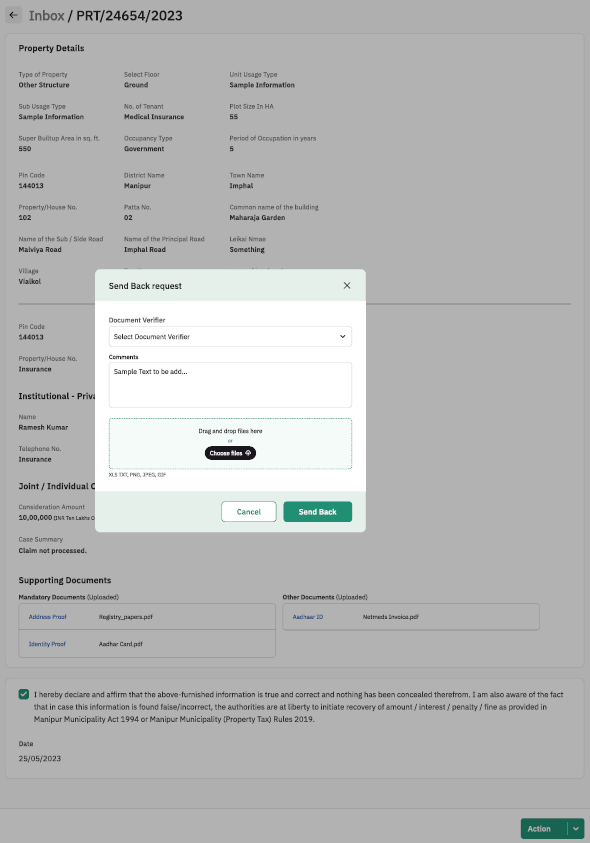 Inbox / PRT/24654/2023
Property Details
Type of Property Select Floor Unit Usage Type
Other Structure Ground Sample Information
Sub Usage Type No. of Tenant Plot Size In HA
Sample Information Medical Insurance 55
Super Builtup Area in sq. ft. Occupancy Type Period of Occupation in years
550 Government 5
Pin Code District Name Town Name
144013 Manipur Imphal
Property/House No. Patta No. Common name of the building
102 02 Maharaja Garden
Name of the Sub / Side Road Name of the Principal Road Leikai Nmae
Malviya Road Imphal Road Something
Village
Vialkol
Send Back request
Document Verifier
Select Document Verifier
Comments
Sample Text to be add...
Drag and drop files here
or
Choose files
XLS TXT, PNG, JPEG, GIF
Cancel Send Back
Pin Code
144013
Property/House No.
Insurance
Institutional - Priva
Name
Ramesh Kumar
Telephone No.
Insurance
Joint / Individual O
Consideration Amount
10,00,000 (INR Ten Lakhs O
Case Summary
Claim not processed.
Supporting Documents
Mandatory Documents (Uploaded) Other Documents (Uploaded)
Address Proof Registry_papers.pdf Aadhaar ID Netmeds Invoice.pdf
Identity Proof Aadhar Card.pdf
I hereby declare and affirm that the above-furnished information is true and correct and nothing has been concealed therefrom. I am also aware of the fact
that in case this information is found false/incorrect, the authorities are at liberty to initiate recovery of amount / interest / penalty / fine as provided in
Manipur Municipality Act 1994 or Manipur Municipality (Property Tax) Rules 2019.
Date
25/05/2023
Action